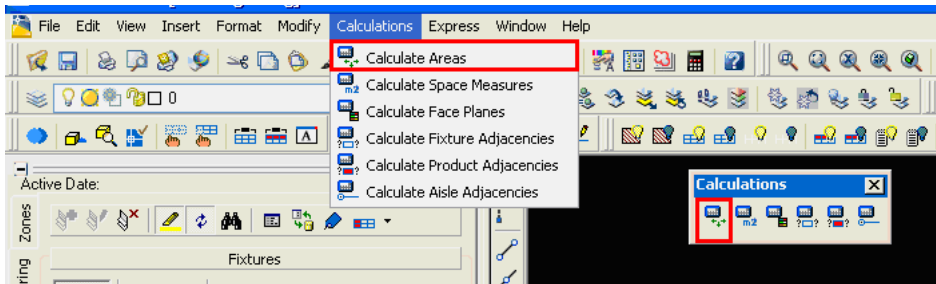 File Edit View Insert Format Modify Calculations Express Window Help
Calculate Areas
Calculate Space Measures
Calculate Face Planes
Calculate Fixture Adjacencies
Calculate Product Adjacencies
Calculate Aisle Adjacencies
0
Active Date:
Zones
Fixtures
Calculations
m2